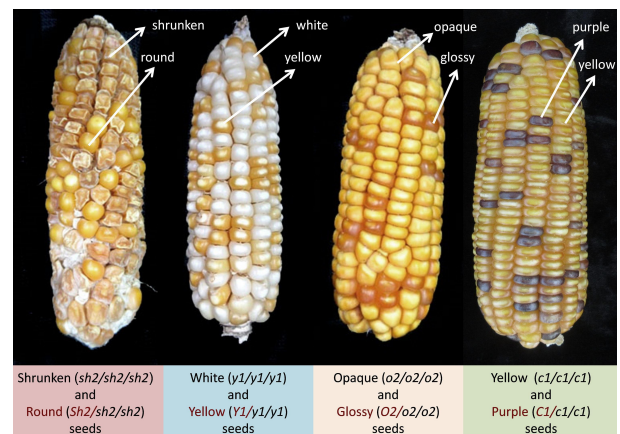 shrunken
round
white
yellow
opaque
glossy
purple
yellow
Shrunken (sh2/sh2/sh2)
and
Round (Sh2/sh2/sh2)
seeds
White (y1/y1/y1)
and
Yellow (Y1/y1/y1)
seeds
Opaque (o2/o2/o2)
and
Glossy (O2/o2/o2)
seeds
Yellow (c1/c1/c1)
and
Purple (C1/c1/c1)
seeds